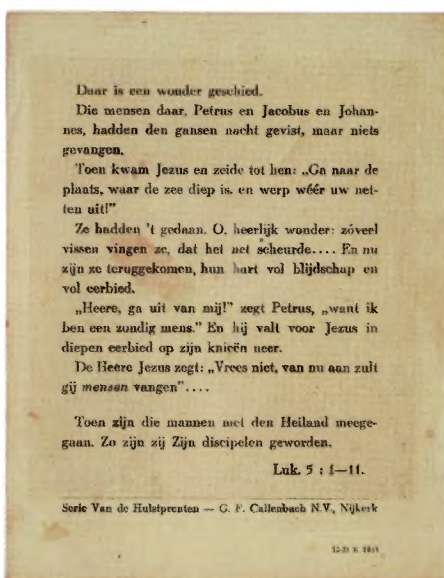 Daar is een wonder geschied.
Die mensen daar, Petrus en Jacobus en Johan-
nes, hadden den gansen nacht gevist, maar niets
gevangen.
Toen kwam Jezus en zeide tot hen: „Ga naar de
plaats, waar de zee diep is, en werp wéér uw net-
ten uit!”
Ze hadden 't gedaan. O, heerlijk wonder: zóveel
vissen vingen ze, dat het net scheurde.... En nu
zijn ze teruggekomen, hun hart vol blijdschap en
vol eerbied.
„Heere, ga uit van mij!” zegt Petrus, „want ik
ben een zondig mens.” En hij valt voor Jezus in
diepen eerbied op zijn knieën neer.
De Heere Jezus zegt: „Vrees niet, van nu aan zult
gij mensen vangen”....
Toen zijn die mannen met den Heiland meege-
gaan. Zo zijn zij Zijn discipelen geworden.
Luk. 5 : 1—11.
Serie Van de Hulstprenten — G. F. Callenbach N.V., Nijkerk